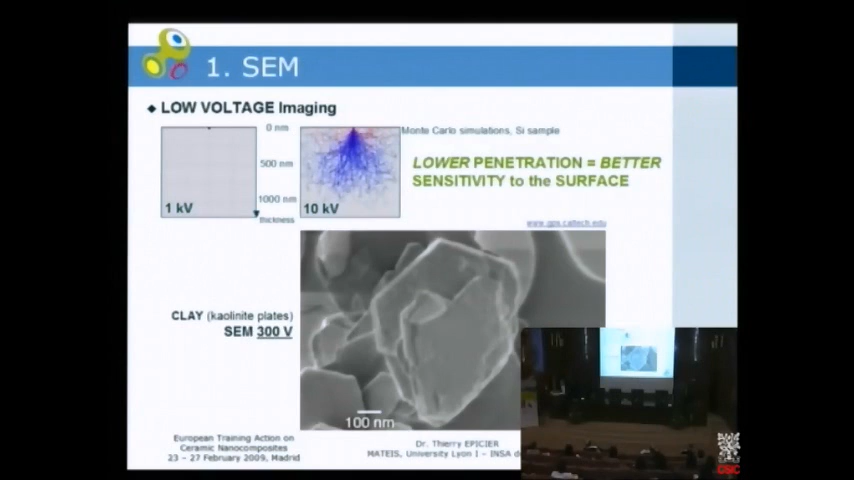 1. SEM
◆ LOW VOLTAGE Imaging
0 nm
500 nm
1000 nm
thickness
1 kV
10 kV
Monte Carlo simulations, Si sample
LOWER PENETRATION = BETTER
SENSITIVITY to the SURFACE
www.gps.caltech.edu
CLAY (kaolinite plates)
SEM 300 V
100 nm
European Training Action on
Ceramic Nanocomposites
23 – 27 February 2009, Madrid
Dr. Thierry EPICIER
MATEIS, University Lyon I – INSA
CSIC